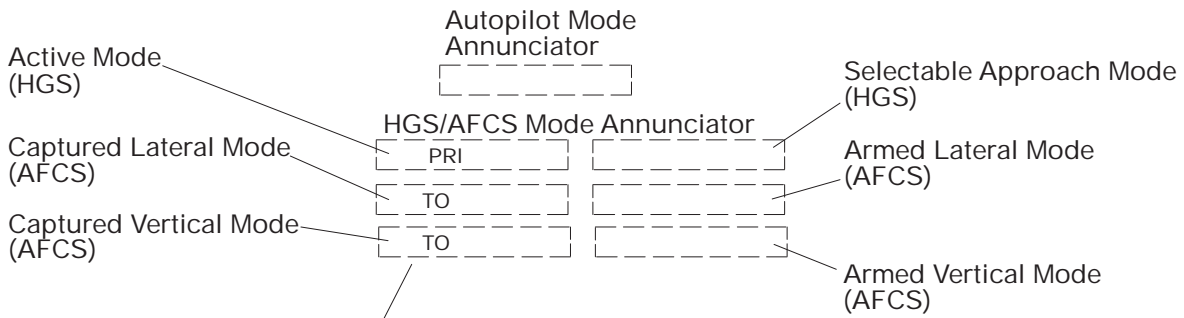 Autopilot Mode
Annunciator
Active Mode
(HGS)
Selectable Approach Mode
(HGS)
HGS/AFCS Mode Annunciator
PRI
Captured Lateral Mode
(AFCS)
Armed Lateral Mode
(AFCS)
TO
Captured Vertical Mode
(AFCS)
TO
Armed Vertical Mode
(AFCS)